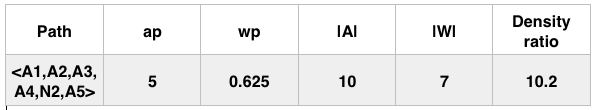 Path ap wp |A| |W| Density ratio
<A1,A2,A3, A4,N2,A5> 5 0.625 10 7 10.2